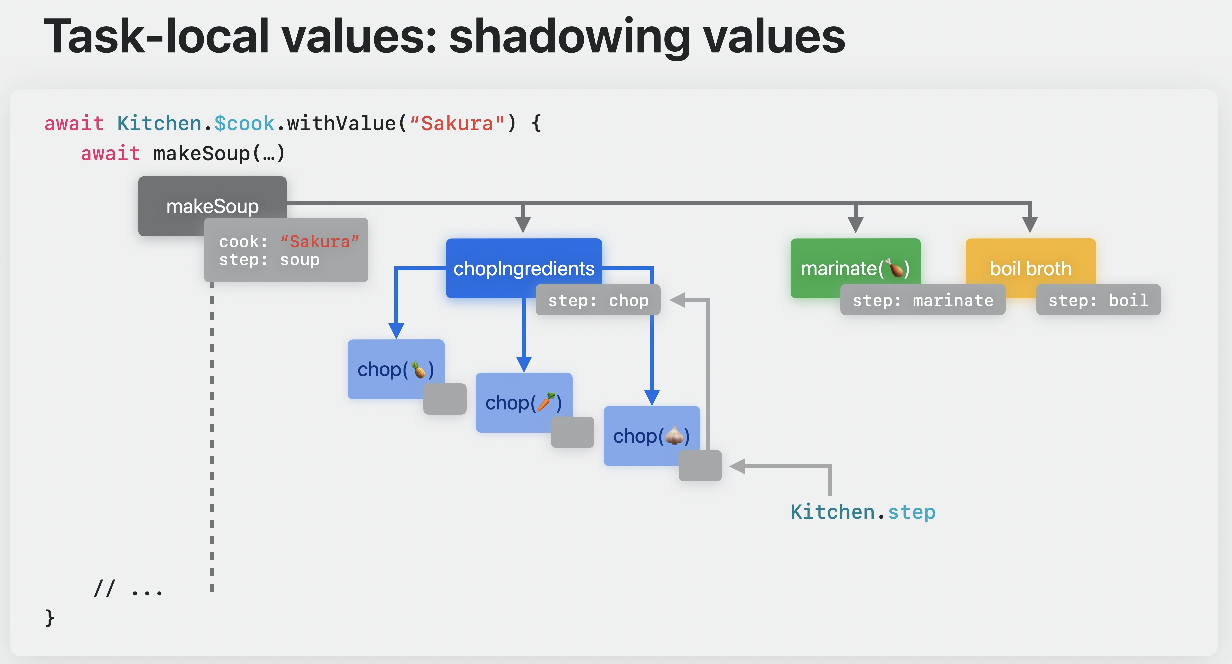 Task-local values: shadowing values
await Kitchen.$cook.withValue(“Sakura") {
await makeSoup(…)
makeSoup
cook: “Sakura”
step: soup
chopIngredients
step: chop
marinate(🍗)
step: marinate
boil broth
step: boil
chop(🍍)
chop(🥕)
chop(🧄)
Kitchen.step
// ...
}